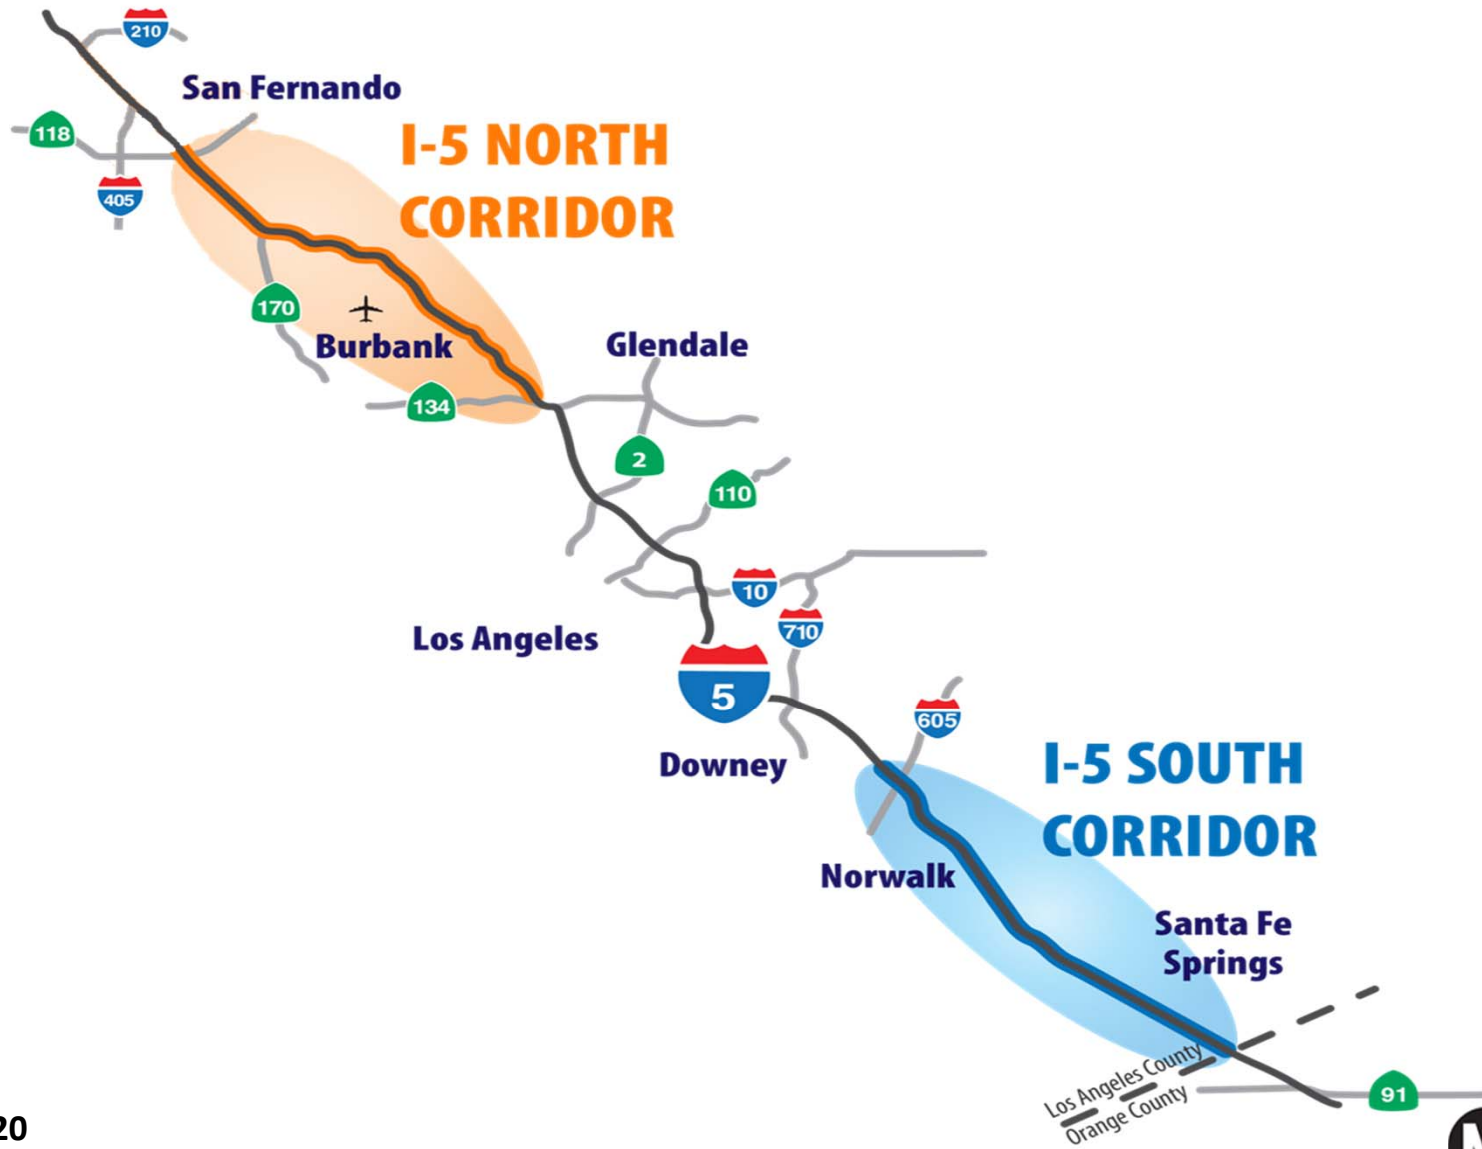 210
San Fernando
118
I-5 NORTH
CORRIDOR
405
170
Burbank
Glendale
134
2
110
10
Los Angeles
710
5
605
Downey
I-5 SOUTH
CORRIDOR
Norwalk
Santa Fe
Springs
Los Angeles County
Orange County
91
20